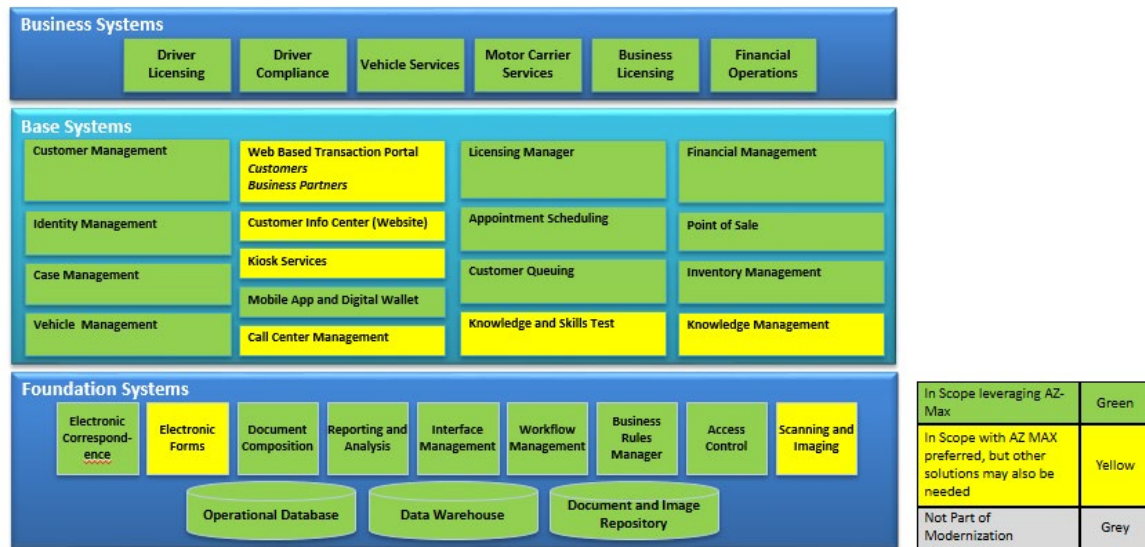 Business Systems
Driver
Licensing
Driver
Compliance
Vehicle Services
Motor Carrier
Services
Business
Licensing
Financial
Operations
Base Systems
Customer Management
Identity Management
Case Management
Vehicle Management
Web Based Transaction Portal
Customers
Business Partners
Customer Info Center (Website)
Kiosk Services
Mobile App and Digital Wallet
Call Center Management
Licensing Manager
Appointment Scheduling
Customer Queuing
Knowledge and Skills Test
Financial Management
Point of Sale
Inventory Management
Knowledge Management
Foundation Systems
Electronic
Correspond-
ence
Electronic
Forms
Document
Composition
Reporting and
Analysis
Interface
Management
Workflow
Management
Business
Rules
Manager
Access
Control
Scanning and
Imaging
Operational Database
Data Warehouse
Document and Image
Repository
In Scope leveraging AZ-
Max
Green
In Scope with AZ MAX
preferred, but other
solutions may also be
needed
Yellow
Not Part of
Modernization
Grey